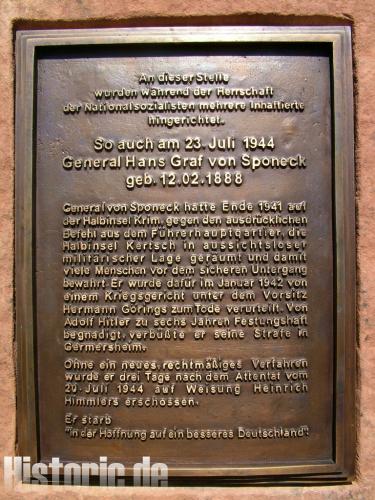 An dieser Stelle
wurden während der Herrschaft
der Nationalsozialisten mehrere Inhaftierte
hingerichtet.
So auch am 23. Juli 1944
General Hans Graf von Sponeck
geb. 12.02.1888
General von Sponeck hatte Ende 1941 auf
der Halbinsel Krim, gegen den ausdrücklichen
Befehl aus dem Führerhauptquartier, die
Halbinsel Kertsch in aussichtsloser
militärischer Lage geräumt und damit
viele Menschen vor dem sicheren Untergang
bewahrt. Er wurde dafür im Januar 1942 von
einem Kriegsgericht unter dem Vorsitz
Hermann Görings zum Tode verurteilt. Von
Adolf Hitler zu sechs Jahren Festungshaft
begnadigt, verbüßte er seine Strafe in
Germersheim.
Ohne ein neues rechtmäßiges Verfahren
wurde er drei Tage nach dem Attentat vom
20. Juli 1944 auf Weisung Heinrich
Himmlers erschossen.
Er starb
"in der Hoffnung auf ein besseres Deutschland".
Historic.de